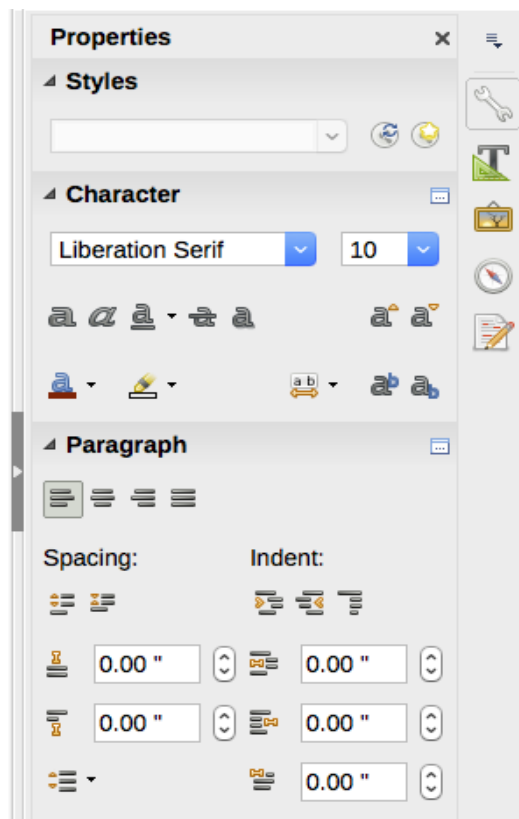 Properties
Styles
Character
Liberation Serif 10
Paragraph
Spacing: Indent:
0.00 " 0.00 "
0.00 " 0.00 "
0.00 "